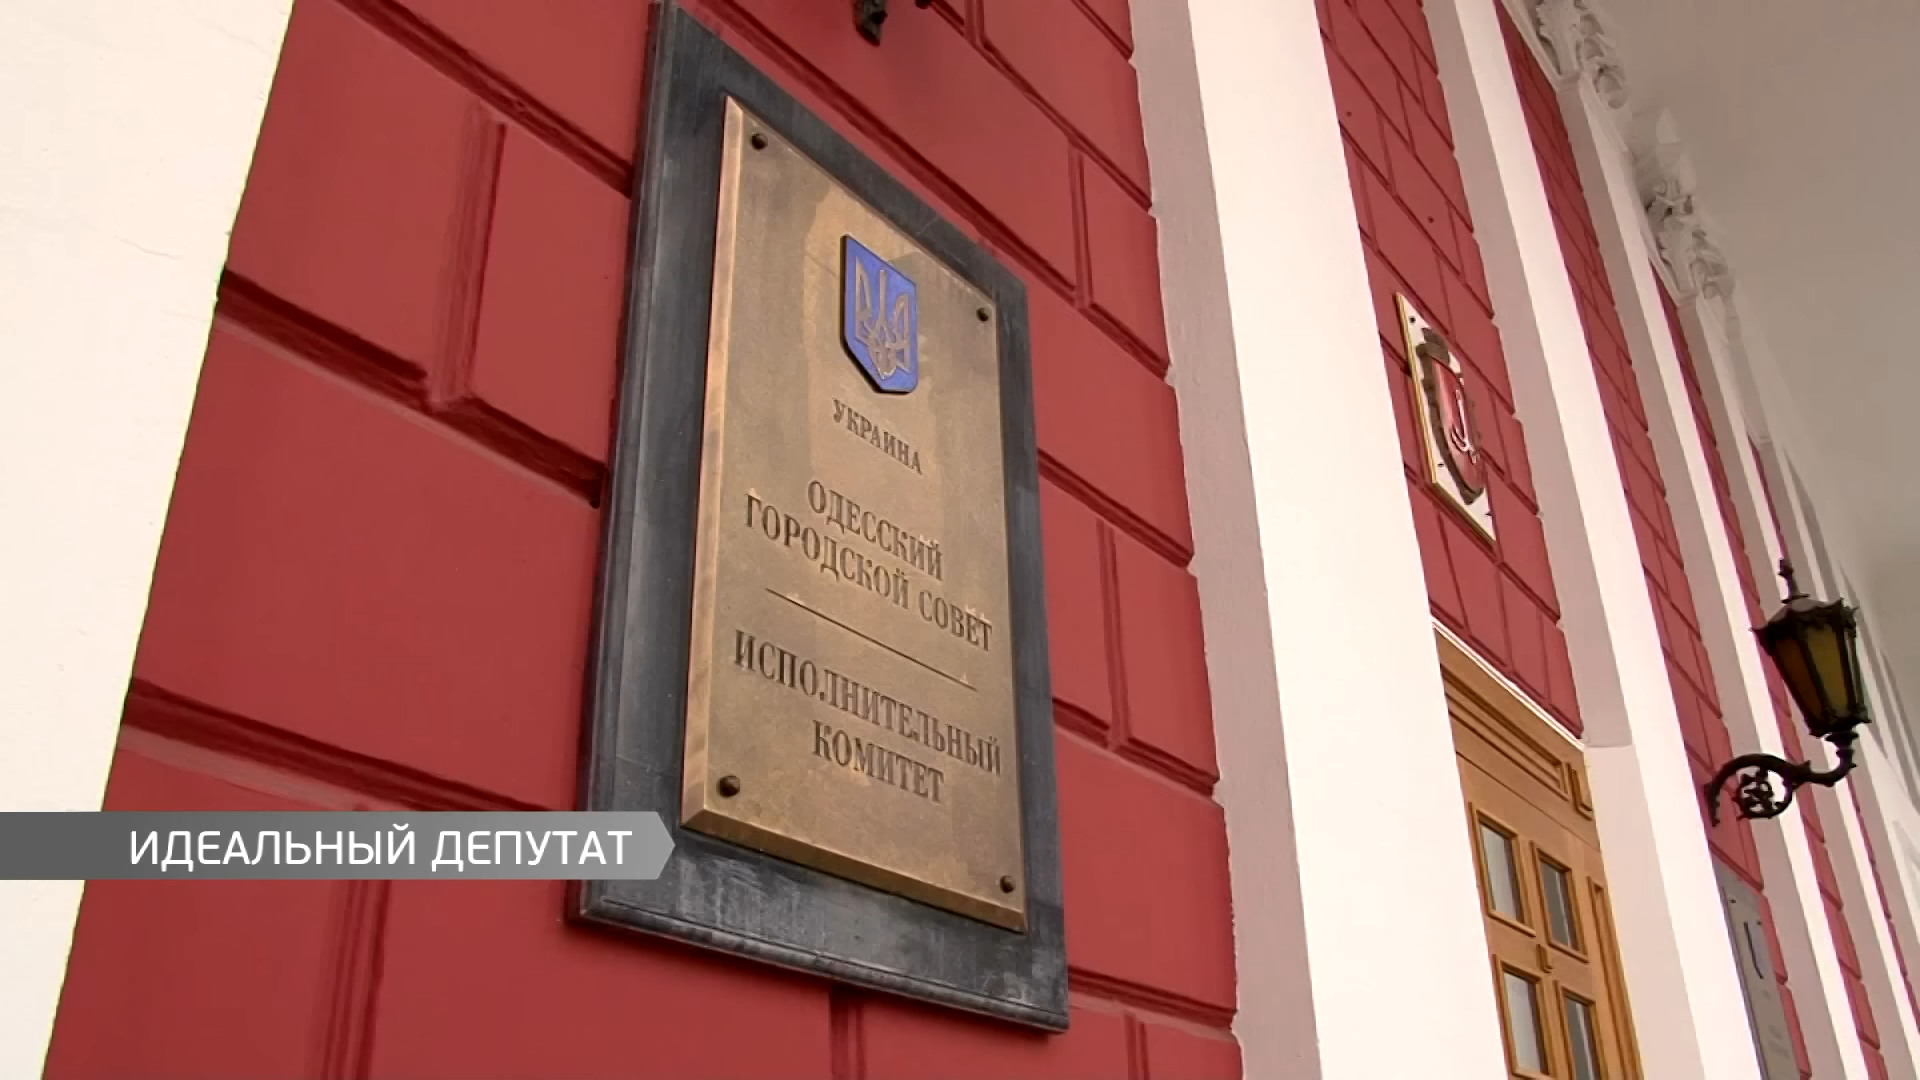 УКРАИНА
ОДЕССКИЙ
ГОРОДСКОЙ СОВЕТ
ИСПОЛНИТЕЛЬНЫЙ
КОМИТЕТ
ИДЕАЛЬНЫЙ ДЕПУТАТ